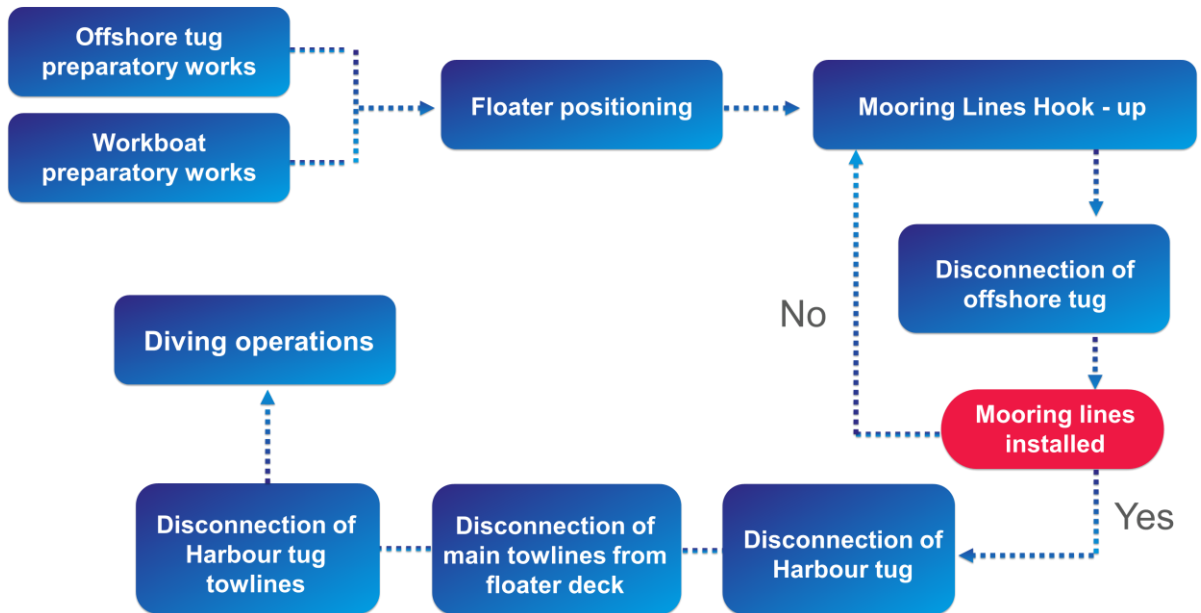 Offshore tug
preparatory works
Workboat
preparatory works
Floater positioning
Mooring Lines Hook - up
Disconnection of
offshore tug
Mooring lines
installed
No
Yes
Disconnection of
Harbour tug
Disconnection of
main towlines from
floater deck
Disconnection of
Harbour tug
towlines
Diving operations